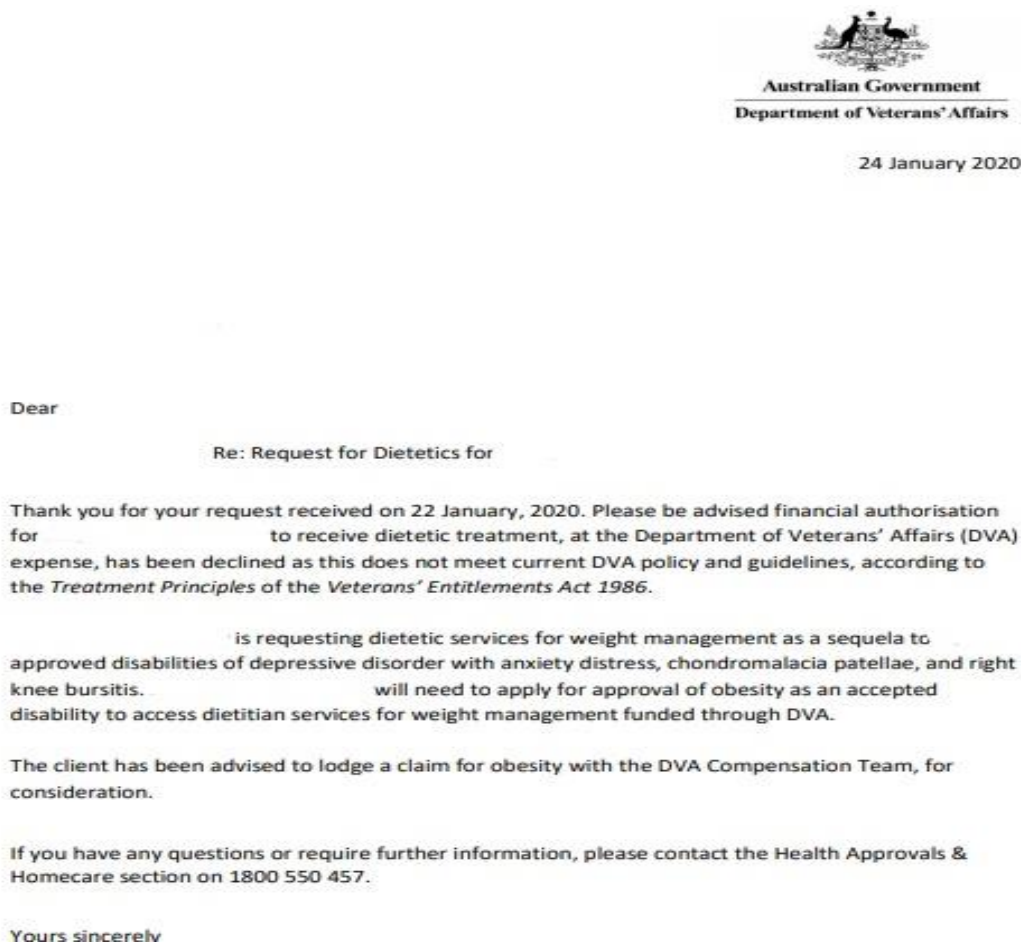 Australian Government
Department of Veterans' Affairs
24 January 2020
Dear
Re: Request for Dietetics for
Thank you for your request received on 22 January, 2020. Please be advised financial authorisation
for to receive dietetic treatment, at the Department of Veterans' Affairs (DVA)
expense, has been declined as this does not meet current DVA policy and guidelines, according to
the Treatment Principles of the Veterans' Entitlements Act 1986.
is requesting dietetic services for weight management as a sequela to
approved disabilities of depressive disorder with anxiety distress, chondromalacia patellae, and right
knee bursitis. will need to apply for approval of obesity as an accepted
disability to access dietitian services for weight management funded through DVA.
The client has been advised to lodge a claim for obesity with the DVA Compensation Team, for
consideration.
If you have any questions or require further information, please contact the Health Approvals &
Homecare section on 1800 550 457.
Yours sincerely